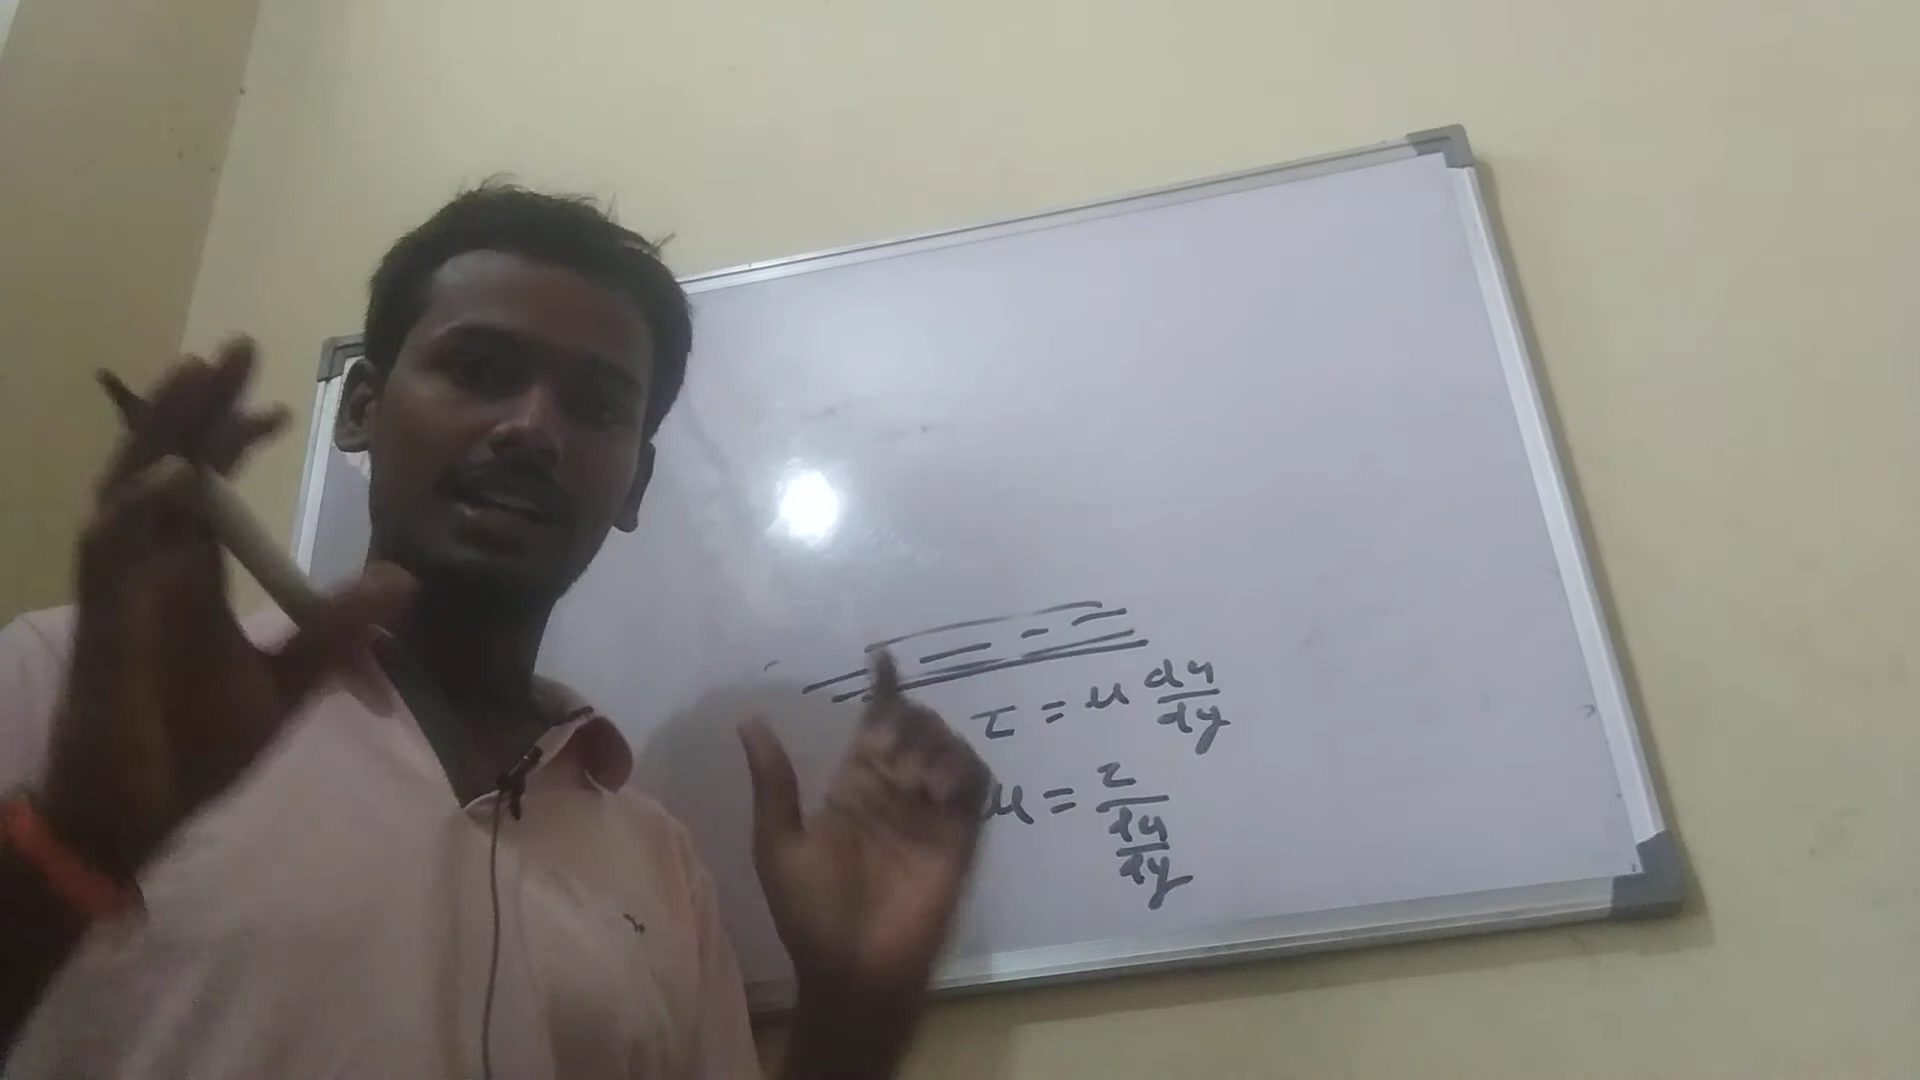 τ = μ du/dy
μ = τ/(du/dy)